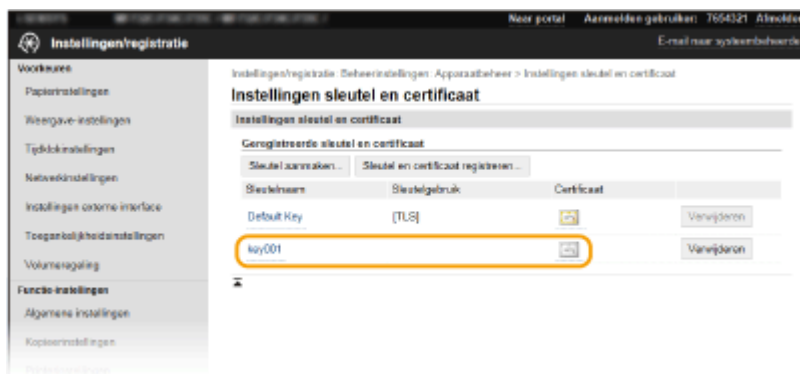 Naar portal Aanmelden gebruiker: 7654321 Afmelden
Instellingen/registratie
E-mail naar systeembeheerde
Voorkeuren
Papierinstellingen
Weergave-instellingen
Tijdklokinstellingen
Netwerkinstellingen
Instellingen externe interface
Toegankelijkheidsinstellingen
Volumeregeling
Functie-instellingen
Algemene instellingen
Kopieerinstellingen
Instellingen/registratie: Beheerinstellingen: Apparaatbeheer > Instellingen sleutel en certificaat
Instellingen sleutel en certificaat
Instellingen sleutel en certificaat
Geregistreerde sleutel en certificaat
Sleutel aanmaken... Sleutel en certificaat registreren...
Sleutelnaam Sleutelgebruik Certificaat
Default Key [TLS] Verwijderen
key001 Verwijderen